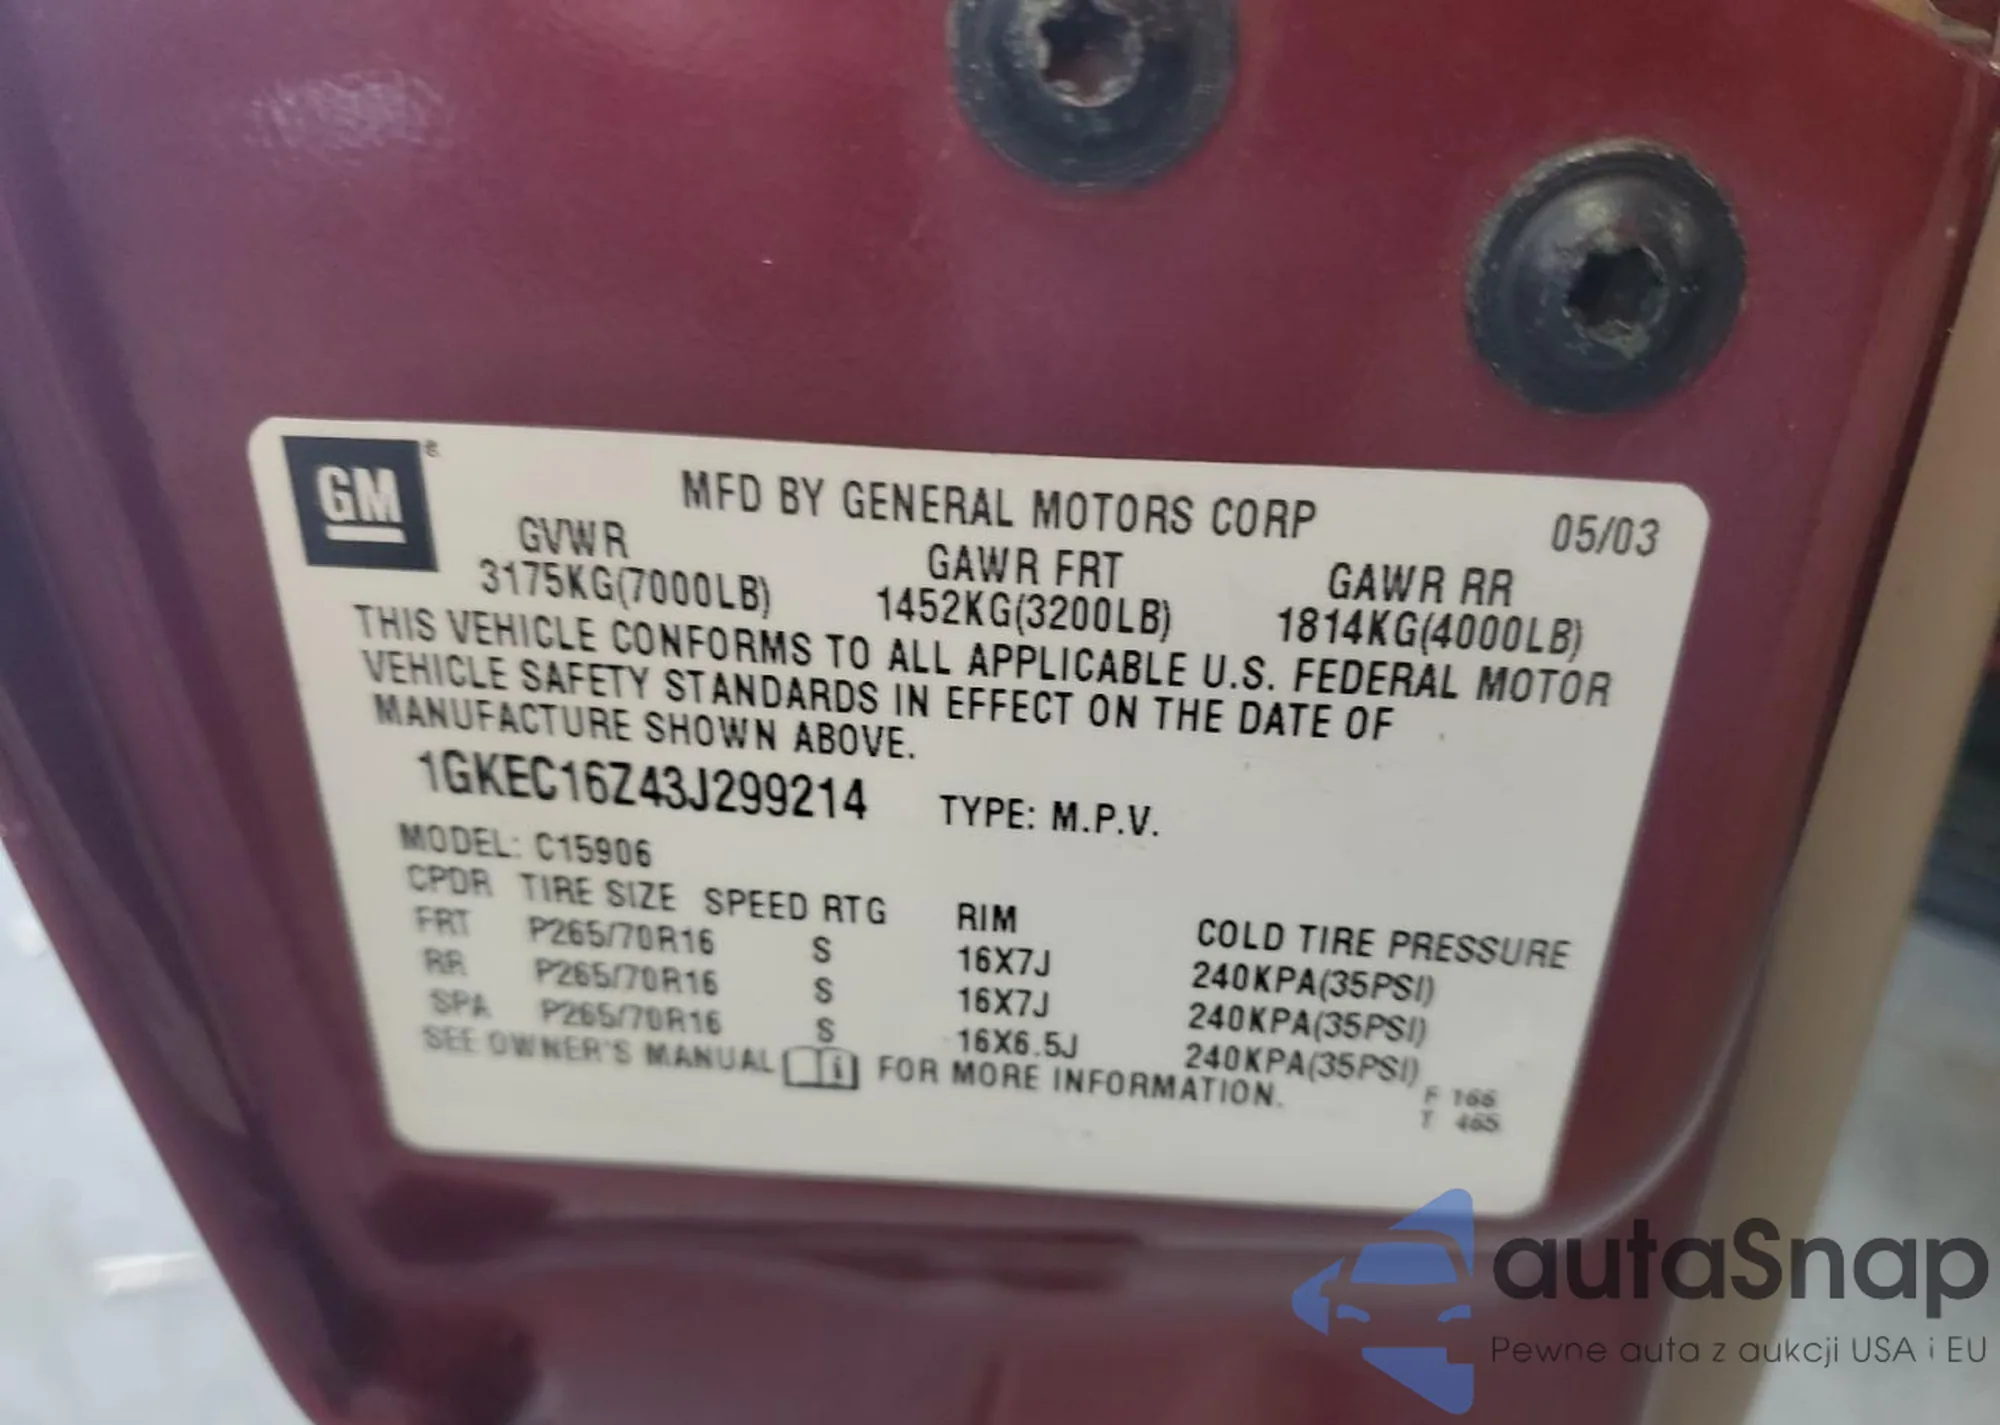 GM®
MFD BY GENERAL MOTORS CORP 05/03
GVWR GAWR FRT GAWR RR
3175KG(7000LB) 1452KG(3200LB) 1814KG(4000LB)
THIS VEHICLE CONFORMS TO ALL APPLICABLE U.S. FEDERAL MOTOR
VEHICLE SAFETY STANDARDS IN EFFECT ON THE DATE OF
MANUFACTURE SHOWN ABOVE.
1GKEC16Z43J299214 TYPE: M.P.V.
MODEL: C15906
CPDR TIRE SIZE SPEED RTG RIM COLD TIRE PRESSURE
FRT P265/70R16 S 16X7J 240KPA(35PSI)
RR P265/70R16 S 16X7J 240KPA(35PSI)
SPA P265/70R16 S 16X6.5J 240KPA(35PSI)
SEE OWNER'S MANUAL i FOR MORE INFORMATION.
F 166
T 465
autaSnap
Pewne auta z aukcji USA i EU